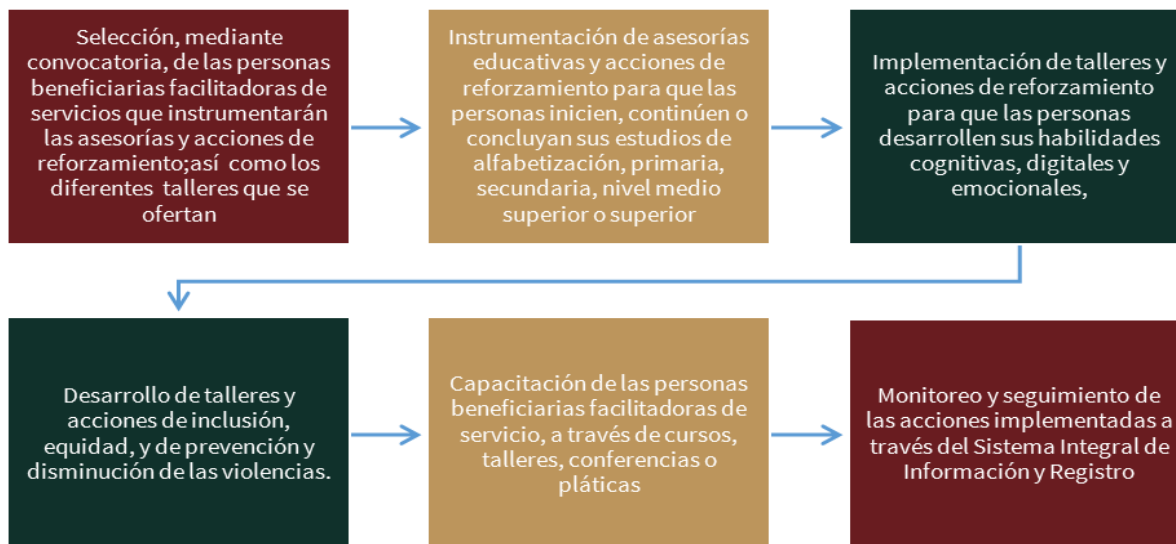 Selección, mediante
convocatoria, de las personas
beneficiarias facilitadoras de
servicios que instrumentarán
las asesorías y acciones de
reforzamiento;así  como los
diferentes  talleres que se
ofertan
Instrumentación de asesorías
educativas y acciones de
reforzamiento para que las
personas inicien, continúen o
concluyan sus estudios de
alfabetización, primaria,
secundaria, nivel medio
superior o superior
Implementación de talleres y
acciones de reforzamiento
para que las personas
desarrollen sus habilidades
cognitivas, digitales y
emocionales,
Desarrollo de talleres y
acciones de inclusión,
equidad, y de prevención y
disminución de las violencias.
Capacitación de las personas
beneficiarias facilitadoras de
servicio, a través de cursos,
talleres, conferencias o
pláticas
Monitoreo y seguimiento de
las acciones implementadas a
través del Sistema Integral de
Información y Registro